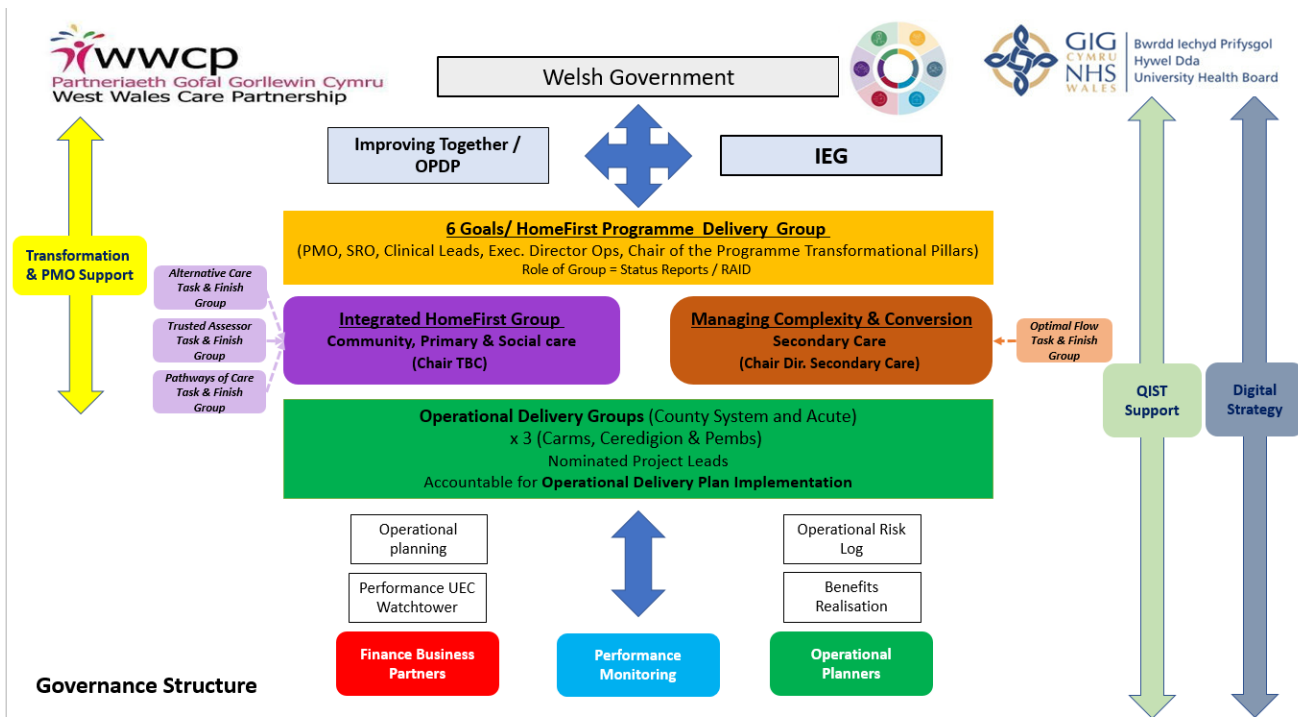 wwcp
Partneriaeth Gofal Gorllewin Cymru
West Wales Care Partnership
Welsh Government
GIG
CYMRU
NHS
WALES
Bwrdd Iechyd Prifysgol
Hywel Dda
University Health Board
Improving Together /
OPDP
IEG
6 Goals/ HomeFirst Programme Delivery Group
(PMO, SRO, Clinical Leads, Exec. Director Ops, Chair of the Programme Transformational Pillars)
Role of Group = Status Reports / RAID
Transformation
& PMO Support
Alternative Care
Task & Finish
Group
Trusted Assessor
Task & Finish
Group
Pathways of Care
Task & Finish
Group
Integrated HomeFirst Group
Community, Primary & Social care
(Chair TBC)
Managing Complexity & Conversion
Secondary Care
(Chair Dir. Secondary Care)
Optimal Flow
Task & Finish
Group
QIST
Support
Digital
Strategy
Operational Delivery Groups (County System and Acute)
x 3 (Carms, Ceredigion & Pembs)
Nominated Project Leads
Accountable for Operational Delivery Plan Implementation
Operational
planning
Operational Risk
Log
Performance UEC
Watchtower
Benefits
Realisation
Finance Business
Partners
Performance
Monitoring
Operational
Planners
Governance Structure